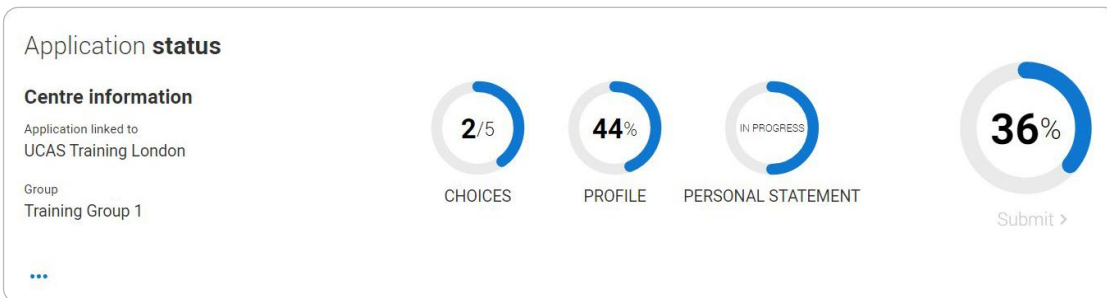 Application status
Centre information
Application linked to
UCAS Training London
Group
Training Group 1
2/5
CHOICES
44%
PROFILE
IN PROGRESS
PERSONAL STATEMENT
36%
Submit >